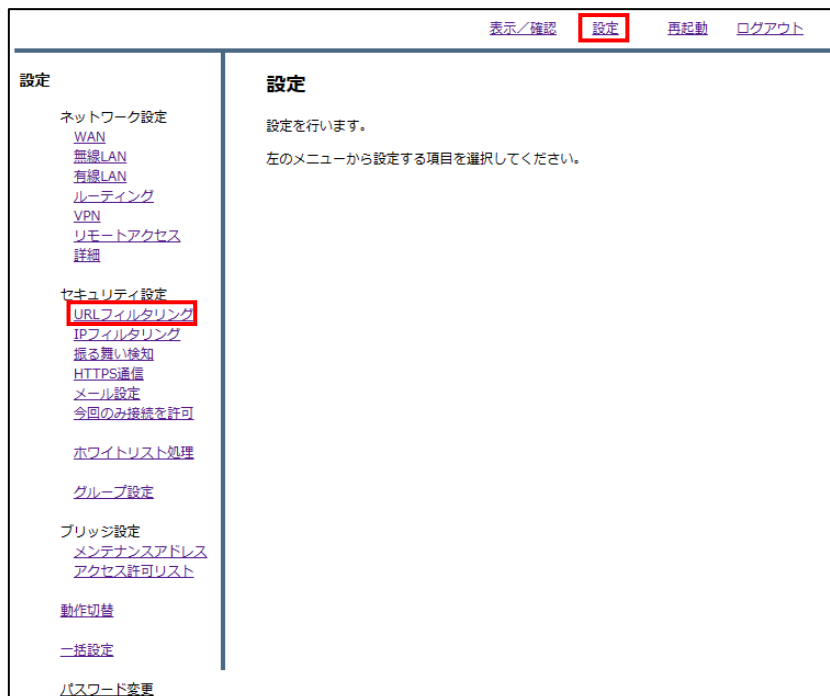 表示／確認 設定 再起動 ログアウト
設定
ネットワーク設定
WAN
無線LAN
有線LAN
ルーティング
VPN
リモートアクセス
詳細
セキュリティ設定
URLフィルタリング
IPフィルタリング
振る舞い検知
HTTPS通信
メール設定
今回のみ接続を許可
ホワイトリスト処理
グループ設定
ブリッジ設定
メンテナンスアドレス
アクセス許可リスト
動作切替
一括設定
パスワード変更
設定
設定を行います。
左のメニューから設定する項目を選択してください。